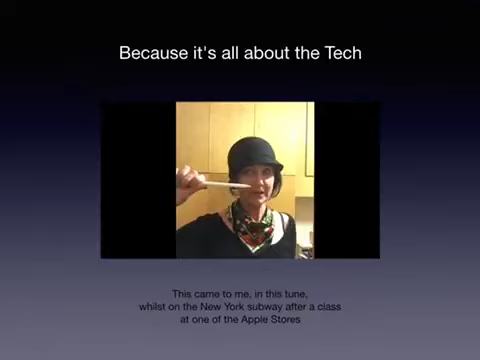 Because it's all about the Tech
This came to me, in this tune,
whilst on the New York subway after a class
at one of the Apple Stores